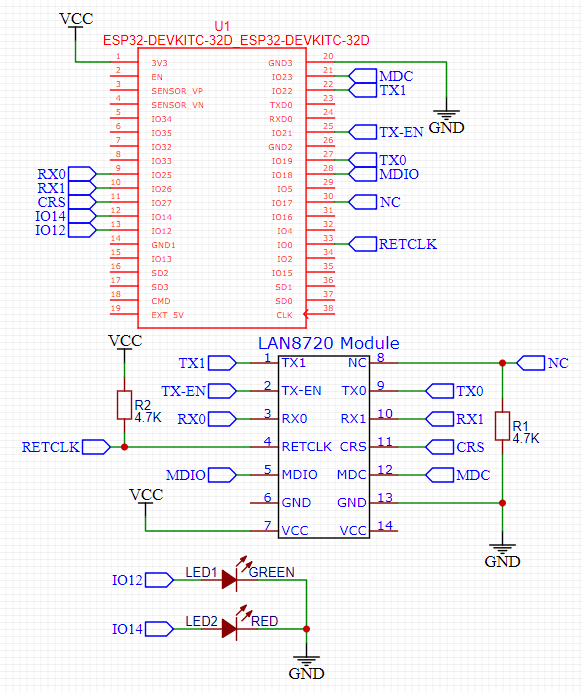 VCC
U1
ESP32-DEVKITC-32D_ESP32-DEVKITC-32D
1 3V3 GND3 20
2 EN IO23 21 MDC
3 SENSOR_VP IO22 22 TX1
4 SENSOR_VN TXD0 23
5 IO34 RXD0 24
6 IO35 IO21 25 TX-EN
7 IO32 GND2 26
8 IO33 IO19 27 TX0
RX0 9 IO25 IO18 28 MDIO
RX1 10 IO26 IO5 29
CRS 11 IO27 IO17 30 NC
IO14 12 IO14 IO16 31
IO12 13 IO12 IO4 32
14 GND1 IO0 33 RETCLK
15 IO13 IO2 34
16 SD2 IO15 35
17 SD3 SD1 36
18 CMD SD0 37
19 EXT_5V CLK 38
GND
LAN8720 Module
VCC
TX1 1 TX1 NC 8 NC
TX-EN 2 TX-EN TX0 9 TX0
R2
4.7K
RX0 3 RX0 RX1 10 RX1
R1
4.7K
RETCLK 4 RETCLK CRS 11 CRS
MDIO 5 MDIO MDC 12 MDC
VCC
6 GND GND 13
7 VCC VCC 14
GND
IO12 LED1 GREEN
IO14 LED2 RED
GND